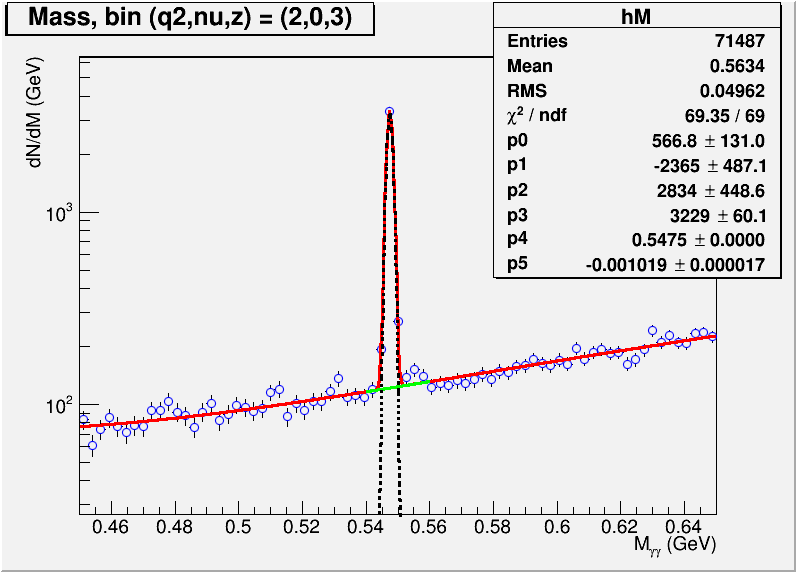 Mass, bin (q2,nu,z) = (2,0,3)
hM
Entries 71487
Mean 0.5634
RMS 0.04962
χ² / ndf 69.35 / 69
p0 566.8 ± 131.0
p1 -2365 ± 487.1
p2 2834 ± 448.6
p3 3229 ± 60.1
p4 0.5475 ± 0.0000
p5 -0.001019 ± 0.000017
dN/dM (GeV)
10³
10²
0.46 0.48 0.5 0.52 0.54 0.56 0.58 0.6 0.62 0.64
Mγγ (GeV)